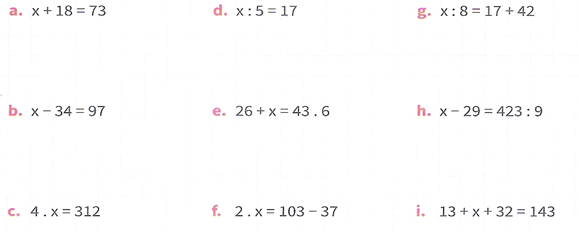 a. x + 18 = 73
d. x : 5 = 17
g. x : 8 = 17 + 42
b. x − 34 = 97
e. 26 + x = 43 . 6
h. x − 29 = 423 : 9
c. 4 . x = 312
f. 2 . x = 103 − 37
i. 13 + x + 32 = 143